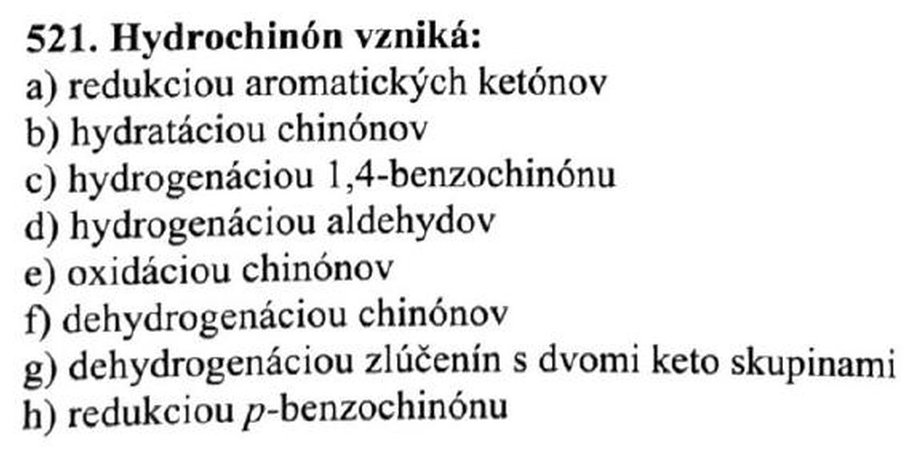 521. Hydrochinón vzniká:
a) redukciou aromatických ketónov
b) hydratáciou chinónov
c) hydrogenáciou 1,4-benzochinónu
d) hydrogenáciou aldehydov
e) oxidáciou chinónov
f) dehydrogenáciou chinónov
g) dehydrogenáciou zlúčenín s dvomi keto skupinami
h) redukciou p-benzochinónu